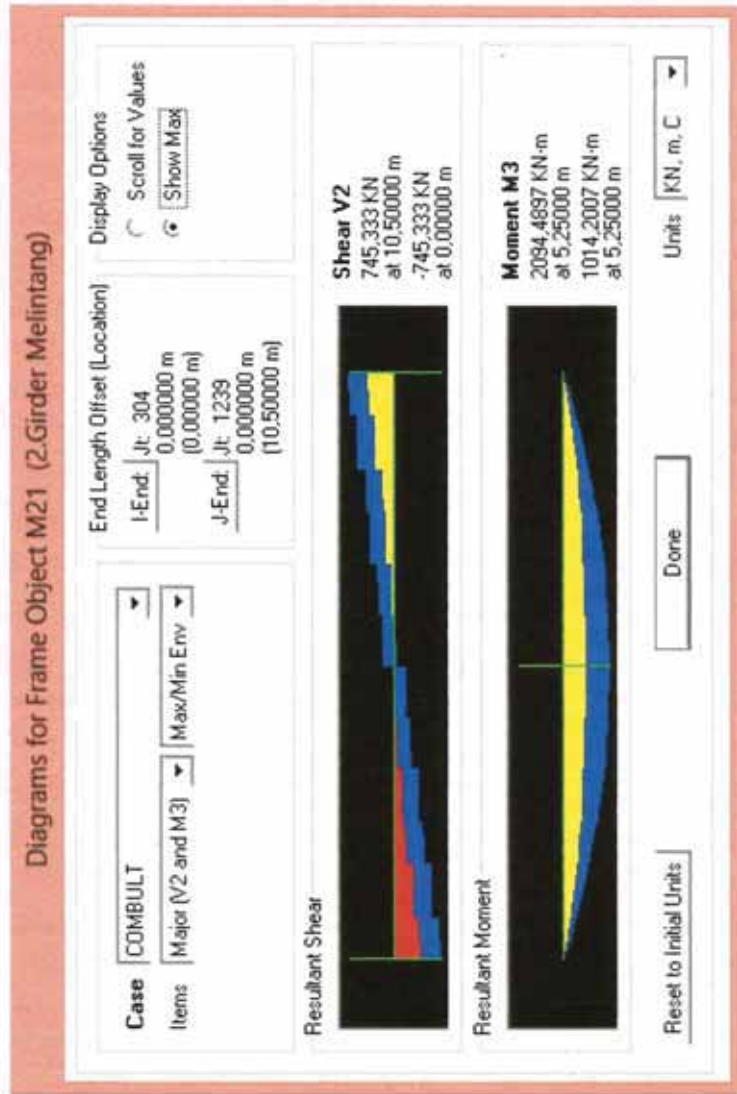 Diagrams for Frame Object M21 (2.Girder Melintang)
Case COMBULT
Items Major (V2 and M3) Max/Min Env
End Length Offset (Location)
I-End: Jt: 304
0,000000 m
(0,00000 m)
J-End: Jt: 1239
0,000000 m
(10,50000 m)
Display Options
Scroll for Values
Show Max
Resultant Shear
Shear V2
745,333 KN
at 10,50000 m
-745,333 KN
at 0,00000 m
Resultant Moment
Moment M3
2094,4897 KN-m
at 5,25000 m
1014,2007 KN-m
at 5,25000 m
Reset to Initial Units
Done
Units KN, m, C